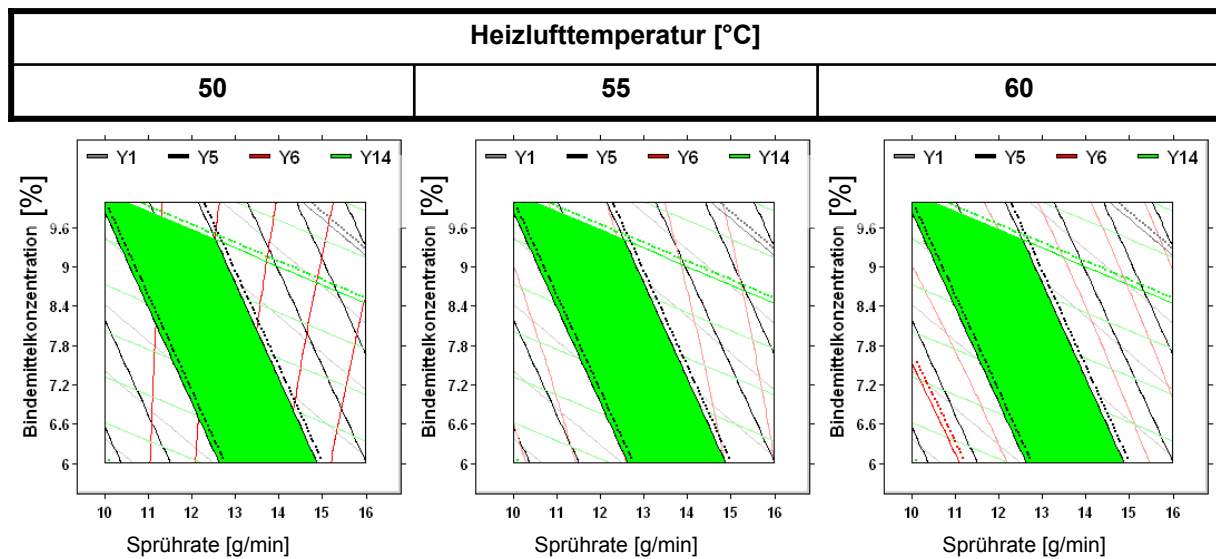 Heizlufttemperatur [°C]
50 55 60
Y1 Y5 Y6 Y14 Y1 Y5 Y6 Y14 Y1 Y5 Y6 Y14
Bindemittelkonzentration [%]
9.6
9
8.4
7.8
7.2
6.6
6
10 11 12 13 14 15 16
Sprührate [g/min]
Bindemittelkonzentration [%]
9.6
9
8.4
7.8
7.2
6.6
6
10 11 12 13 14 15 16
Sprührate [g/min]
Bindemittelkonzentration [%]
9.6
9
8.4
7.8
7.2
6.6
6
10 11 12 13 14 15 16
Sprührate [g/min]